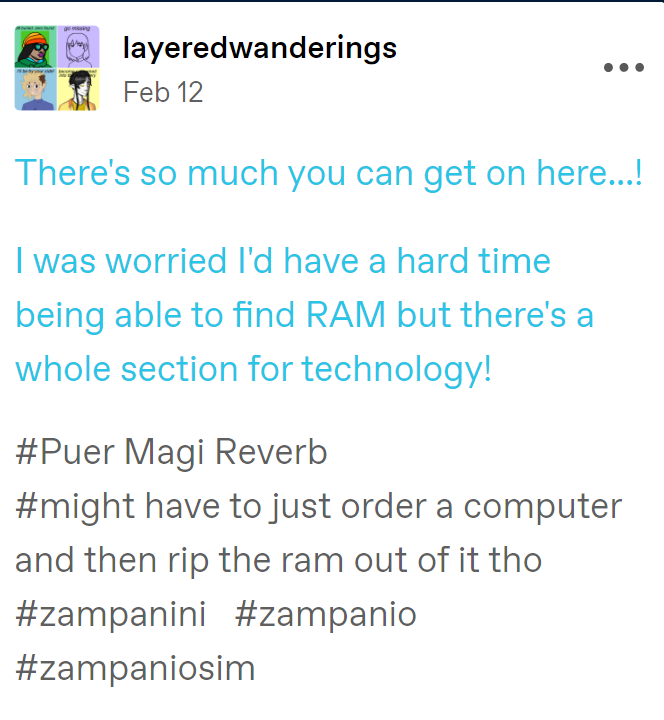 layeredwanderings
Feb 12
There's so much you can get on here...!
I was worried I'd have a hard time
being able to find RAM but there's a
whole section for technology!
#Puer Magi Reverb
#might have to just order a computer
and then rip the ram out of it tho
#zampanini #zampanio
#zampaniosim